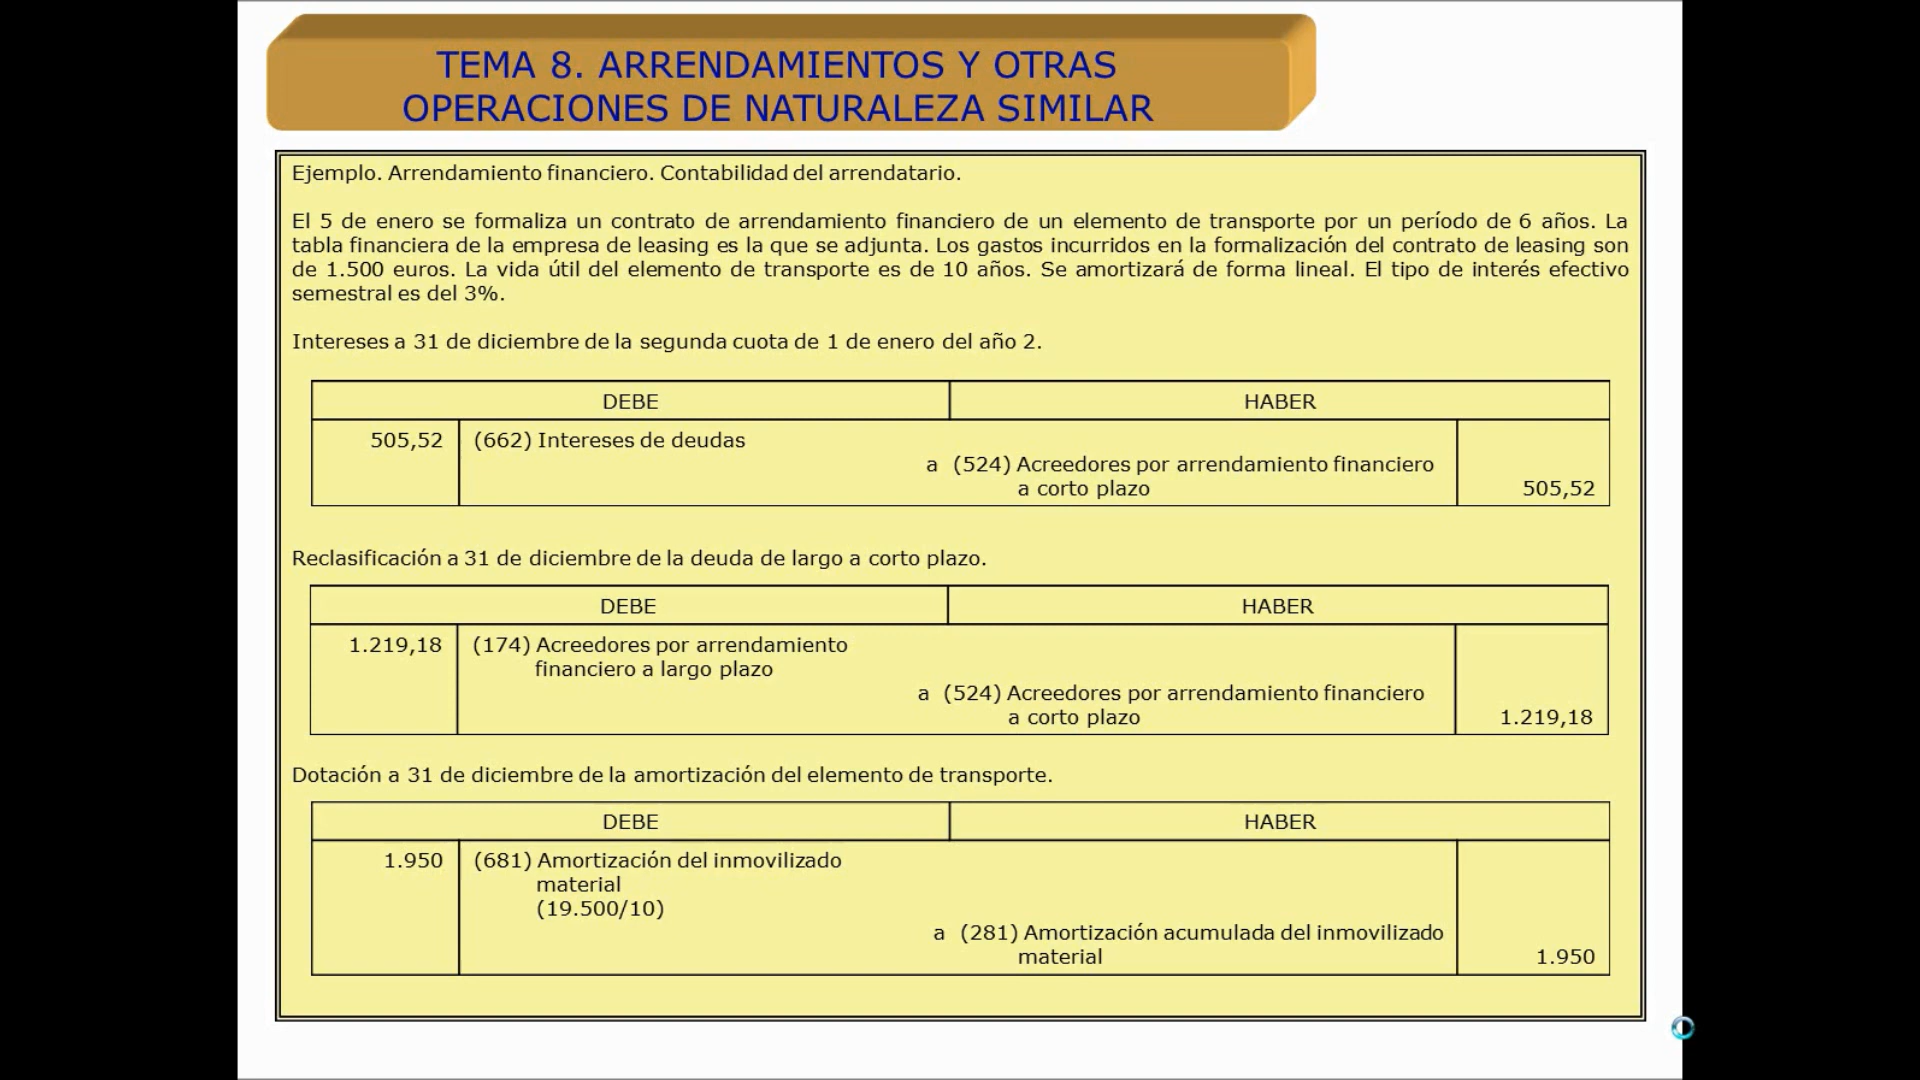 TEMA 8. ARRENDAMIENTOS Y OTRAS
OPERACIONES DE NATURALEZA SIMILAR
Ejemplo. Arrendamiento financiero. Contabilidad del arrendatario.
El 5 de enero se formaliza un contrato de arrendamiento financiero de un elemento de transporte por un período de 6 años. La
tabla financiera de la empresa de leasing es la que se adjunta. Los gastos incurridos en la formalización del contrato de leasing son
de 1.500 euros. La vida útil del elemento de transporte es de 10 años. Se amortizará de forma lineal. El tipo de interés efectivo
semestral es del 3%.
Intereses a 31 de diciembre de la segunda cuota de 1 de enero del año 2.
DEBE HABER
505,52 (662) Intereses de deudas
a (524) Acreedores por arrendamiento financiero
a corto plazo 505,52
Reclasificación a 31 de diciembre de la deuda de largo a corto plazo.
DEBE HABER
1.219,18 (174) Acreedores por arrendamiento
financiero a largo plazo
a (524) Acreedores por arrendamiento financiero
a corto plazo 1.219,18
Dotación a 31 de diciembre de la amortización del elemento de transporte.
DEBE HABER
1.950 (681) Amortización del inmovilizado
material
(19.500/10)
a (281) Amortización acumulada del inmovilizado
material 1.950